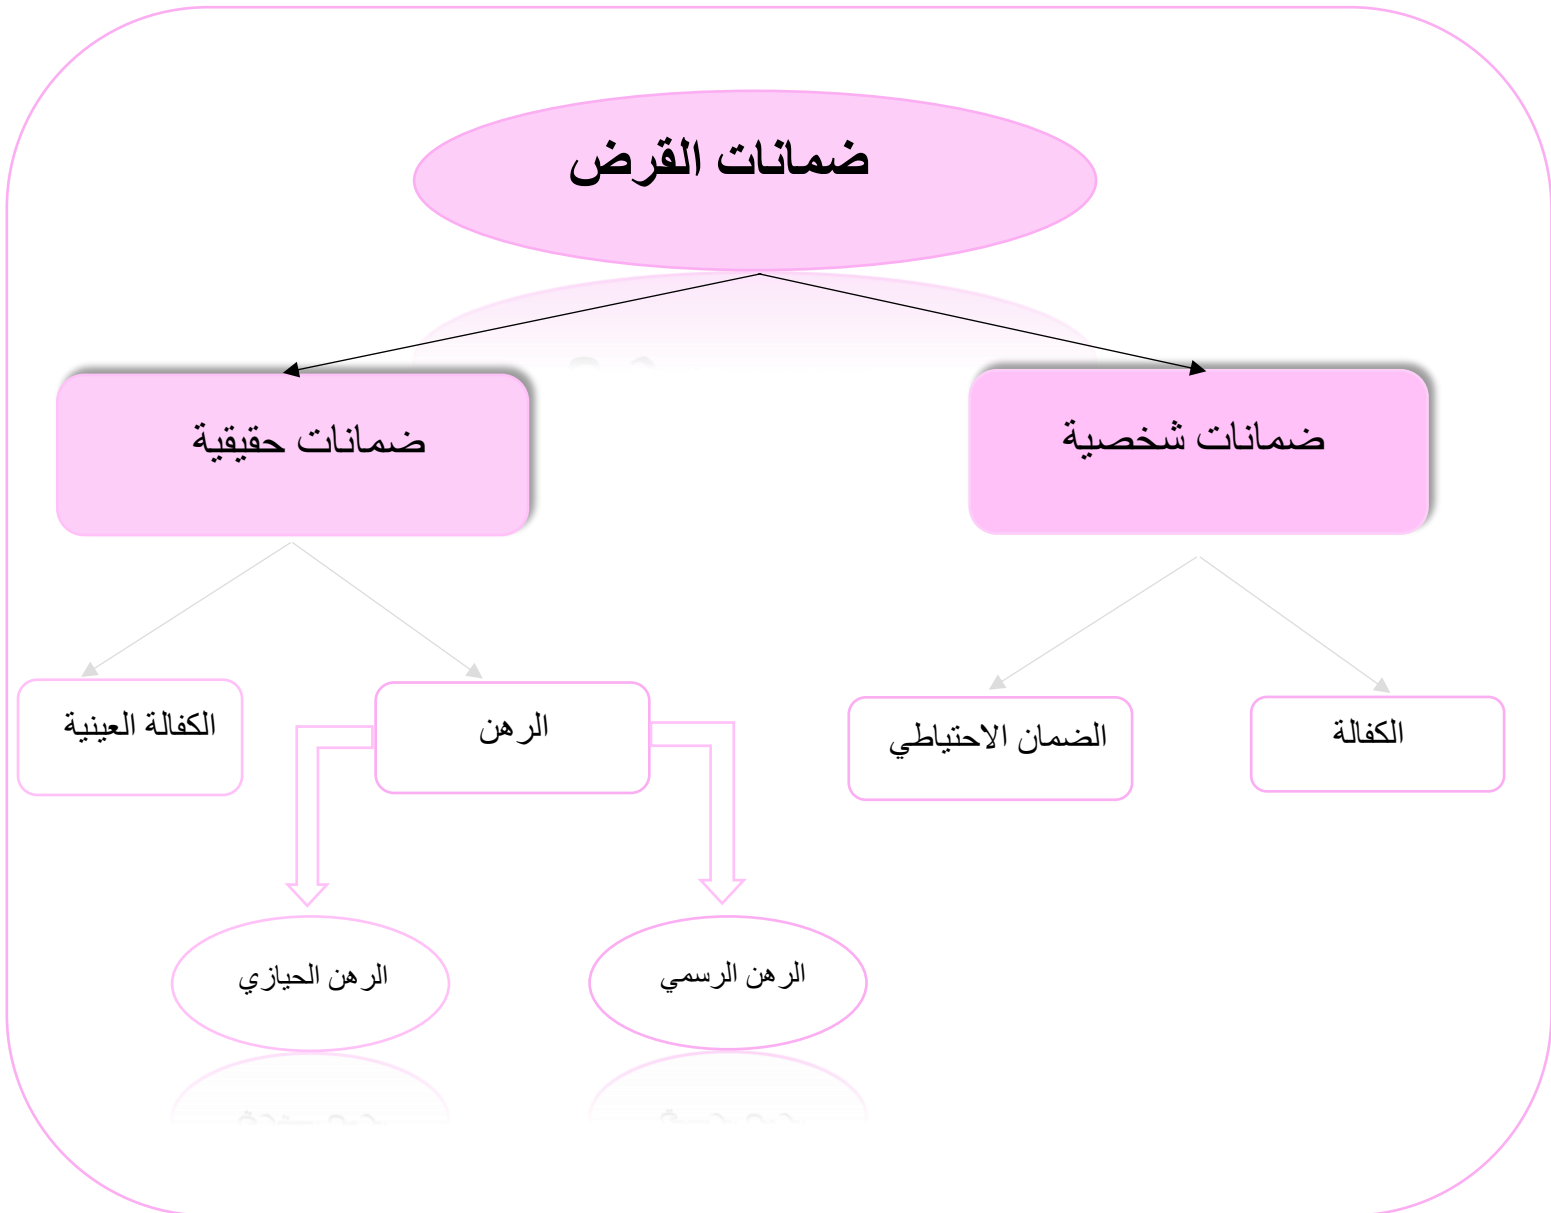 ضمانات القرض
ضمانات شخصية
ضمانات حقيقية
الكفالة
الضمان الاحتياطي
الرهن
الكفالة العينية
الرهن الرسمي
الرهن الحيازي